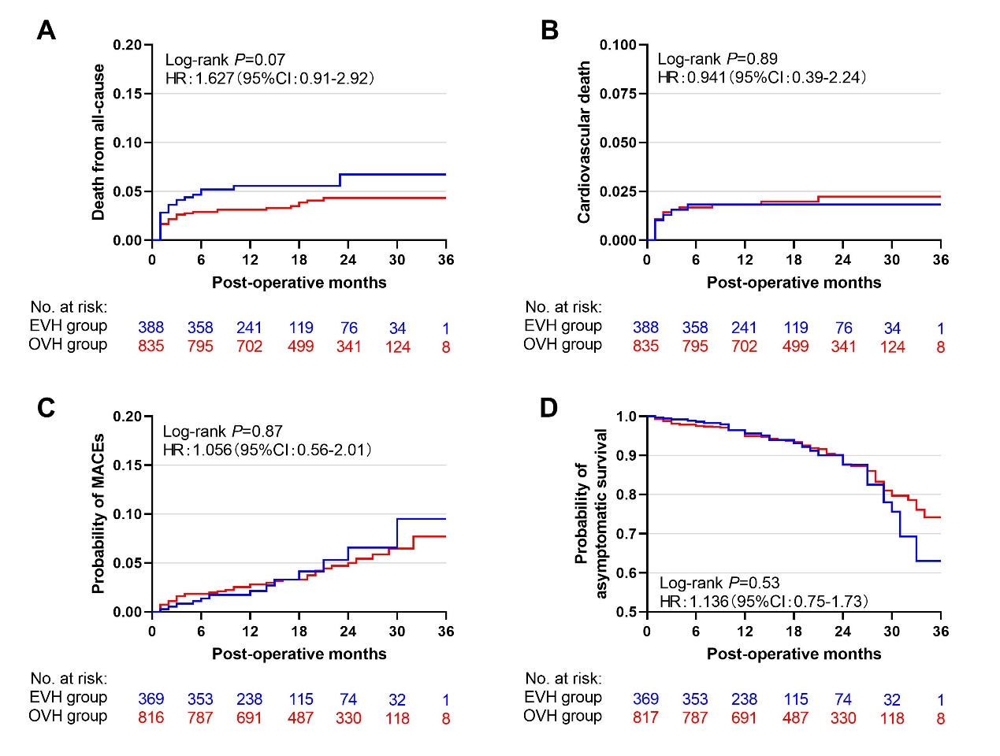 A
Death from all-cause
0.20
0.15
0.10
0.05
0.00
Log-rank P=0.07
HR:1.627(95%CI:0.91-2.92)
0 6 12 18 24 30 36
Post-operative months
No. at risk:
EVH group 388 358 241 119 76 34 1
OVH group 835 795 702 499 341 124 8
B
Cardiovascular death
0.100
0.075
0.050
0.025
0.000
Log-rank P=0.89
HR:0.941(95%CI:0.39-2.24)
0 6 12 18 24 30 36
Post-operative months
No. at risk:
EVH group 388 358 241 119 76 34 1
OVH group 835 795 702 499 341 124 8
C
Probability of MACEs
0.20
0.15
0.10
0.05
0.00
Log-rank P=0.87
HR:1.056(95%CI:0.56-2.01)
0 6 12 18 24 30 36
Post-operative months
No. at risk:
EVH group 369 353 238 115 74 32 1
OVH group 816 787 691 487 330 118 8
D
Probability of
asymptomatic survival
1.0
0.9
0.8
0.7
0.6
0.5
Log-rank P=0.53
HR:1.136(95%CI:0.75-1.73)
0 6 12 18 24 30 36
Post-operative months
No. at risk:
EVH group 369 353 238 115 74 32 1
OVH group 817 787 691 487 330 118 8